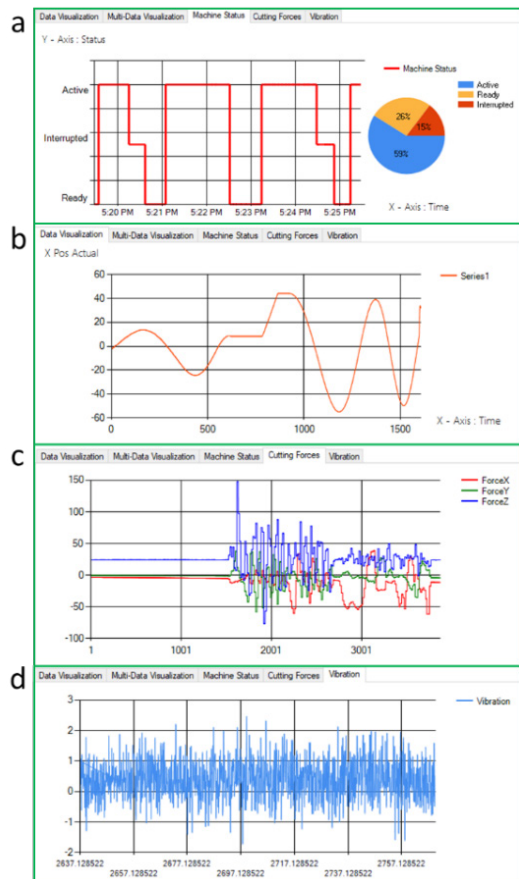 a
Data Visualization Multi-Data Visualization Machine Status Cutting Forces Vibration
Y - Axis : Status
Active
Interrupted
Ready
5:20 PM 5:21 PM 5:22 PM 5:23 PM 5:24 PM 5:25 PM
Machine Status
Active
Ready
Interrupted
26%
15%
59%
X - Axis : Time
b
Data Visualization Multi-Data Visualization Machine Status Cutting Forces Vibration
X Pos Actual
60
40
20
0
-20
-40
-60
0 500 1000 1500
Series1
X - Axis : Time
c
Data Visualization Multi-Data Visualization Machine Status Cutting Forces Vibration
150
100
50
0
-50
-100
1 1001 2001 3001
ForceX
ForceY
ForceZ
d
Data Visualization Multi-Data Visualization Machine Status Cutting Forces Vibration
3
2
1
0
-1
-2
2637.128522 2677.128522 2717.128522 2757.128522
2657.128522 2697.128522 2737.128522
Vibration